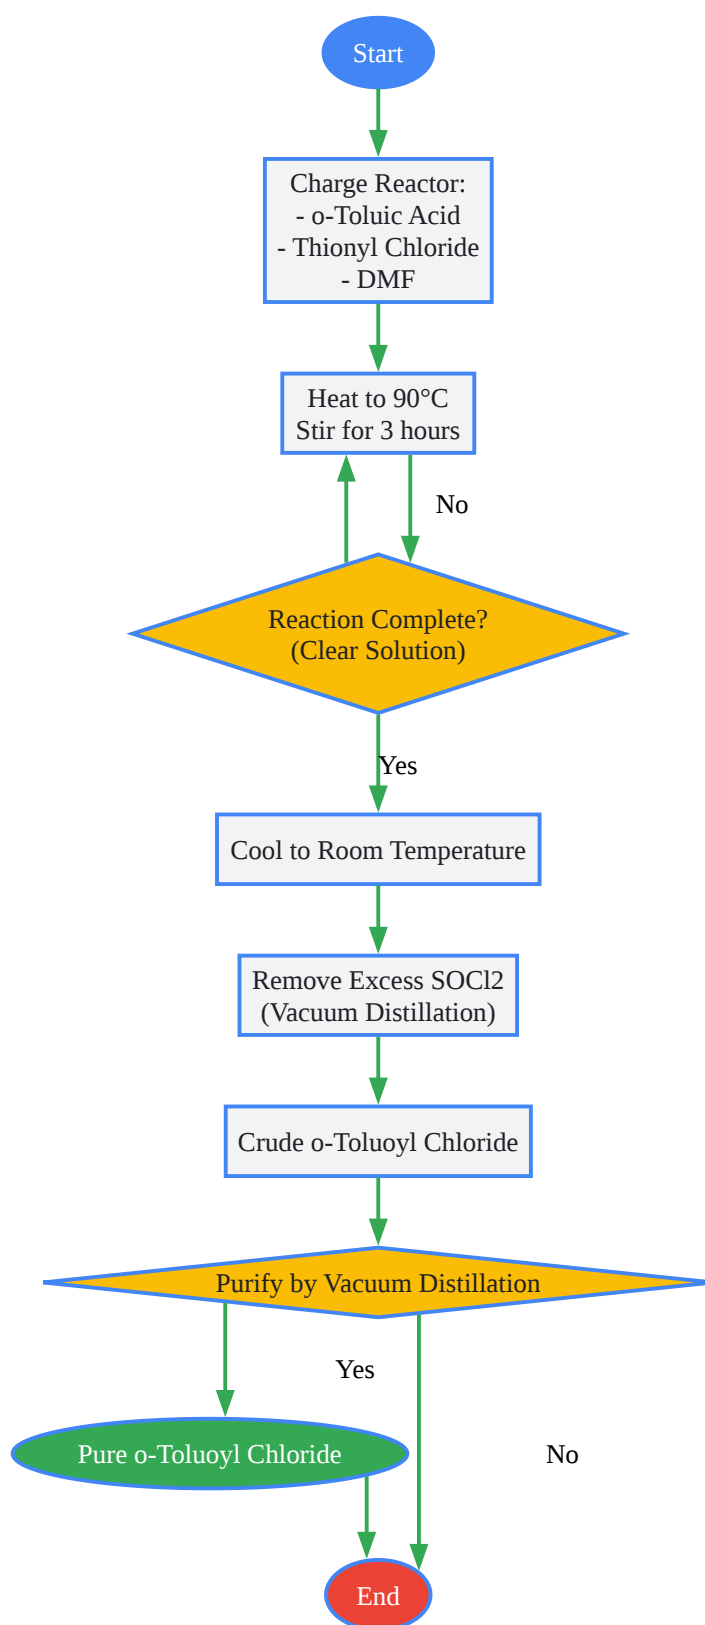 Start
Charge Reactor:
- o-Toluic Acid
- Thionyl Chloride
- DMF
Heat to 90°C
Stir for 3 hours
No
Reaction Complete?
(Clear Solution)
Yes
Cool to Room Temperature
Remove Excess SOCl2
(Vacuum Distillation)
Crude o-Toluoyl Chloride
Purify by Vacuum Distillation
Yes
Pure o-Toluoyl Chloride
No
End